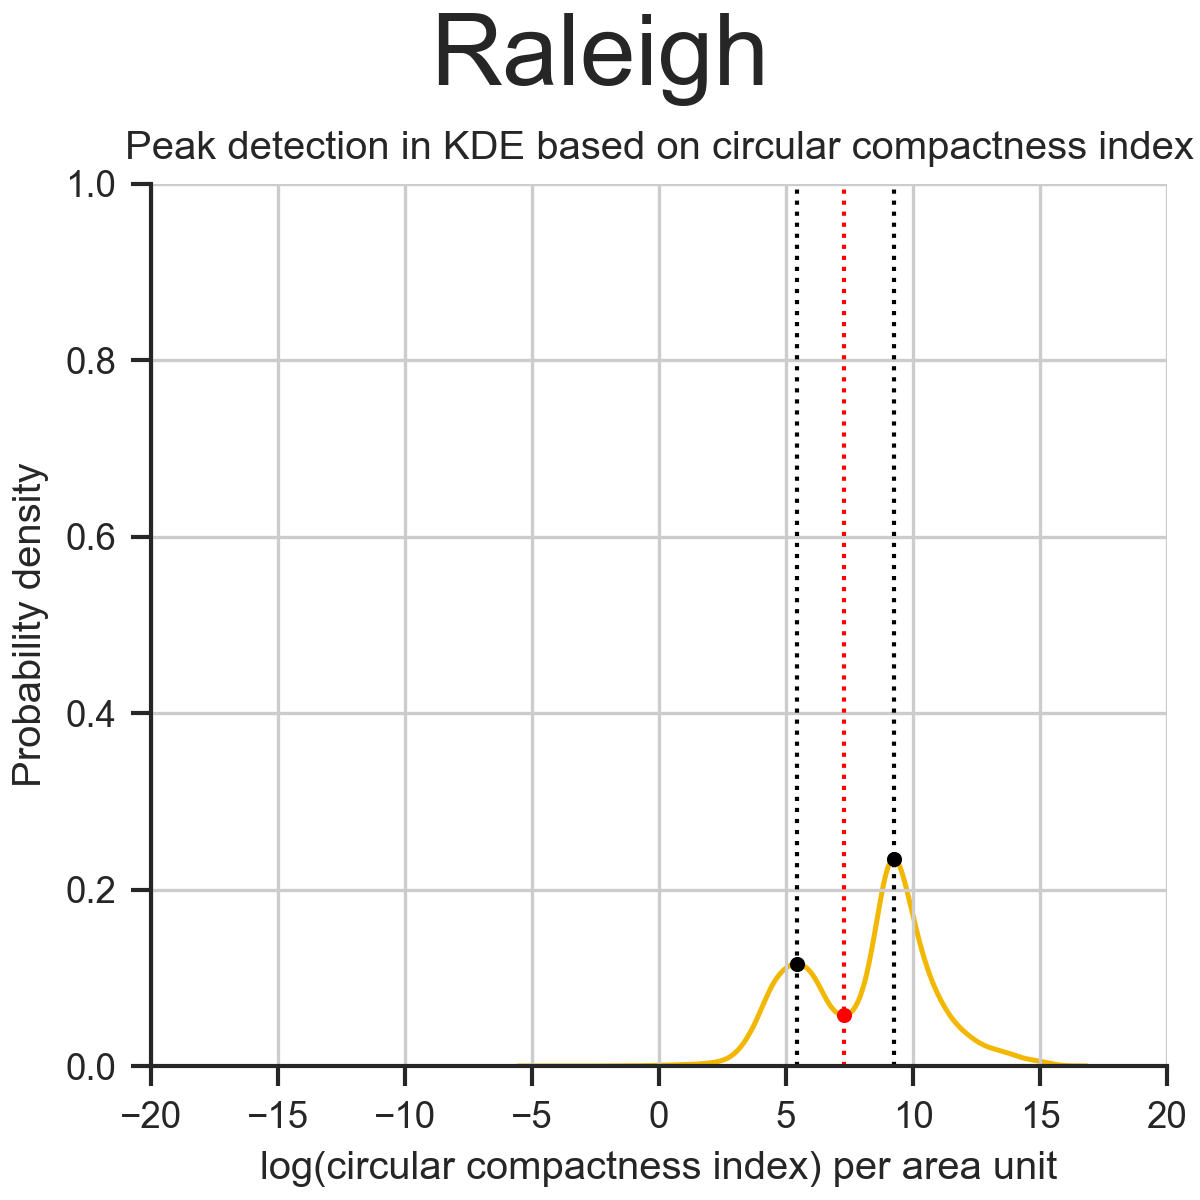 Raleigh
Peak detection in KDE based on circular compactness index
1.0
0.8
0.6
0.4
0.2
0.0
Probability density
−20 −15 −10 −5 0 5 10 15 20
log(circular compactness index) per area unit